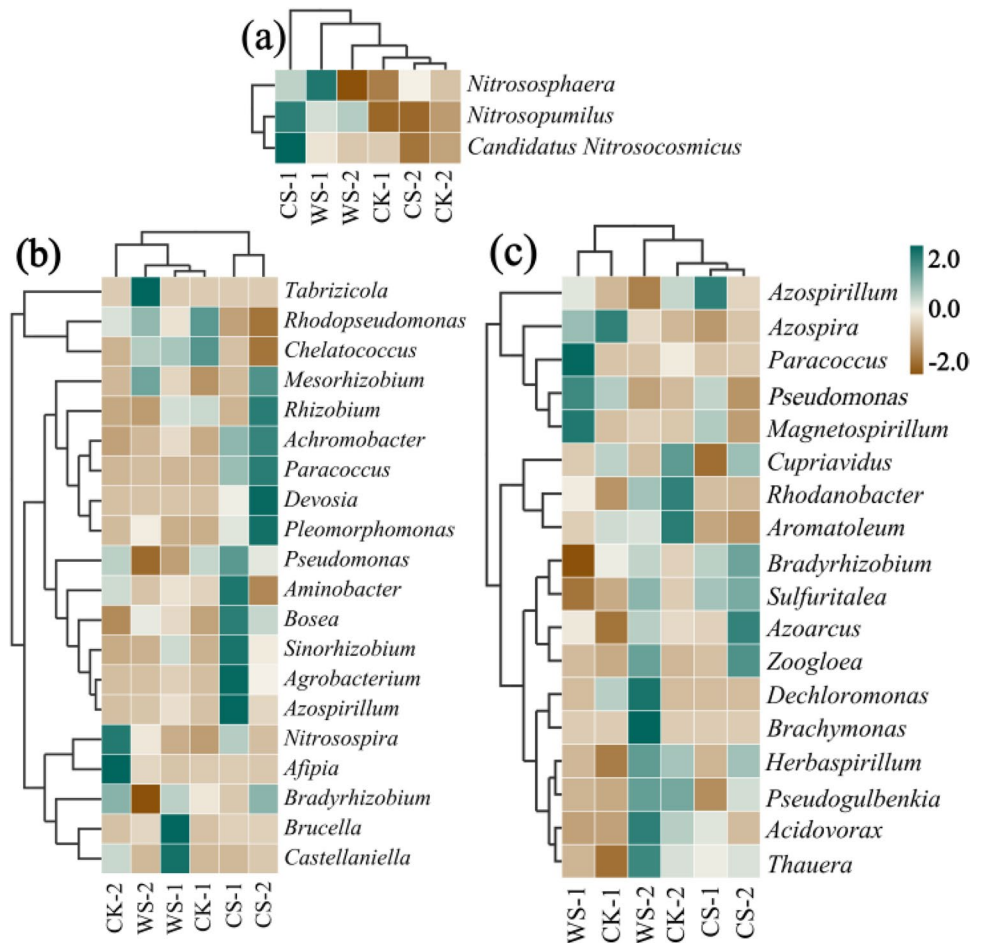 (a)
Nitrososphaera
Nitrosopumilus
Candidatus Nitrosocosmicus
CS-1 WS-1 WS-2 CK-1 CS-2 CK-2
(b)
Tabrizicola
Rhodopseudomonas
Chelatococcus
Mesorhizobium
Rhizobium
Achromobacter
Paracoccus
Devosia
Pleomorphomonas
Pseudomonas
Aminobacter
Bosea
Sinorhizobium
Agrobacterium
Azospirillum
Nitrosospira
Afipia
Bradyrhizobium
Brucella
Castellaniella
CK-2 WS-2 WS-1 CK-1 CS-1 CS-2
(c)
2.0
0.0
-2.0
Azospirillum
Azospira
Paracoccus
Pseudomonas
Magnetospirillum
Cupriavidus
Rhodanobacter
Aromatoleum
Bradyrhizobium
Sulfuritalea
Azoarcus
Zoogloea
Dechloromonas
Brachymonas
Herbaspirillum
Pseudogulbenkia
Acidovorax
Thauera
WS-1 CK-1 WS-2 CK-2 CS-1 CS-2